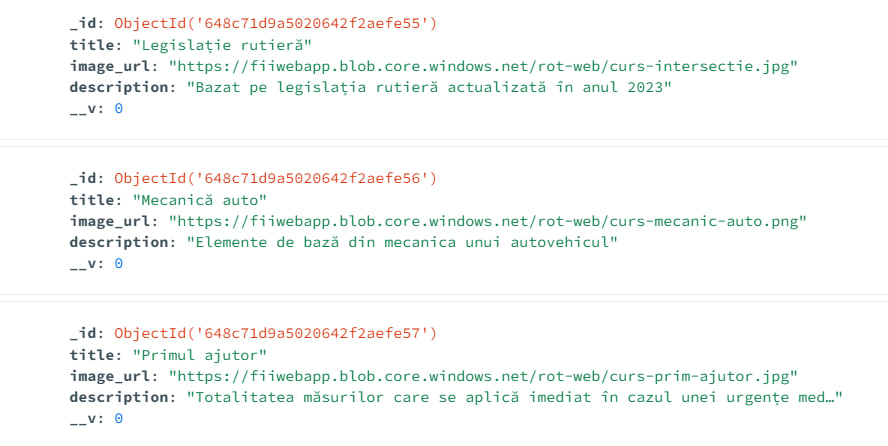 _id: ObjectId('648c71d9a5020642f2aefe55')
title: "Legislație rutieră"
image_url: "https://fiiwebapp.blob.core.windows.net/rot-web/curs-intersectie.jpg"
description: "Bazat pe legislația rutieră actualizată în anul 2023"
__v: 0
_id: ObjectId('648c71d9a5020642f2aefe56')
title: "Mecanică auto"
image_url: "https://fiiwebapp.blob.core.windows.net/rot-web/curs-mecanic-auto.png"
description: "Elemente de bază din mecanica unui autovehicul"
__v: 0
_id: ObjectId('648c71d9a5020642f2aefe57')
title: "Primul ajutor"
image_url: "https://fiiwebapp.blob.core.windows.net/rot-web/curs-prim-ajutor.jpg"
description: "Totalitatea măsurilor care se aplică imediat în cazul unei urgențe med…"
__v: 0